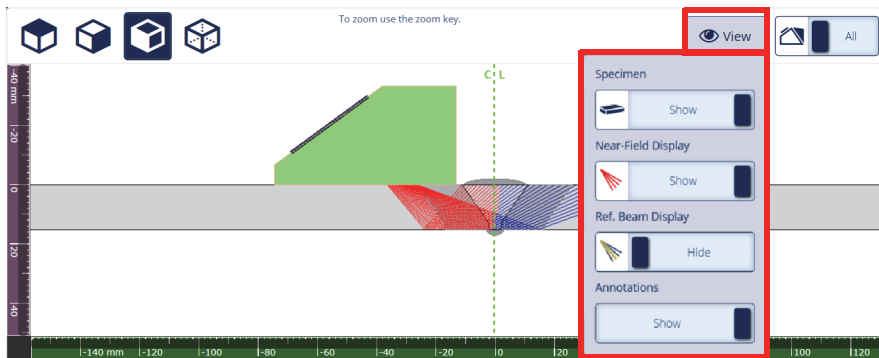 To zoom use the zoom key.
View
All
Specimen
Show
Near-Field Display
Show
Ref. Beam Display
Hide
Annotations
Show
C L
-40 mm
|-20
|0
|20
|40
|-140 mm
|-120
|-100
|-80
|-60
|-40
|-20
|0
|20
|100
|120